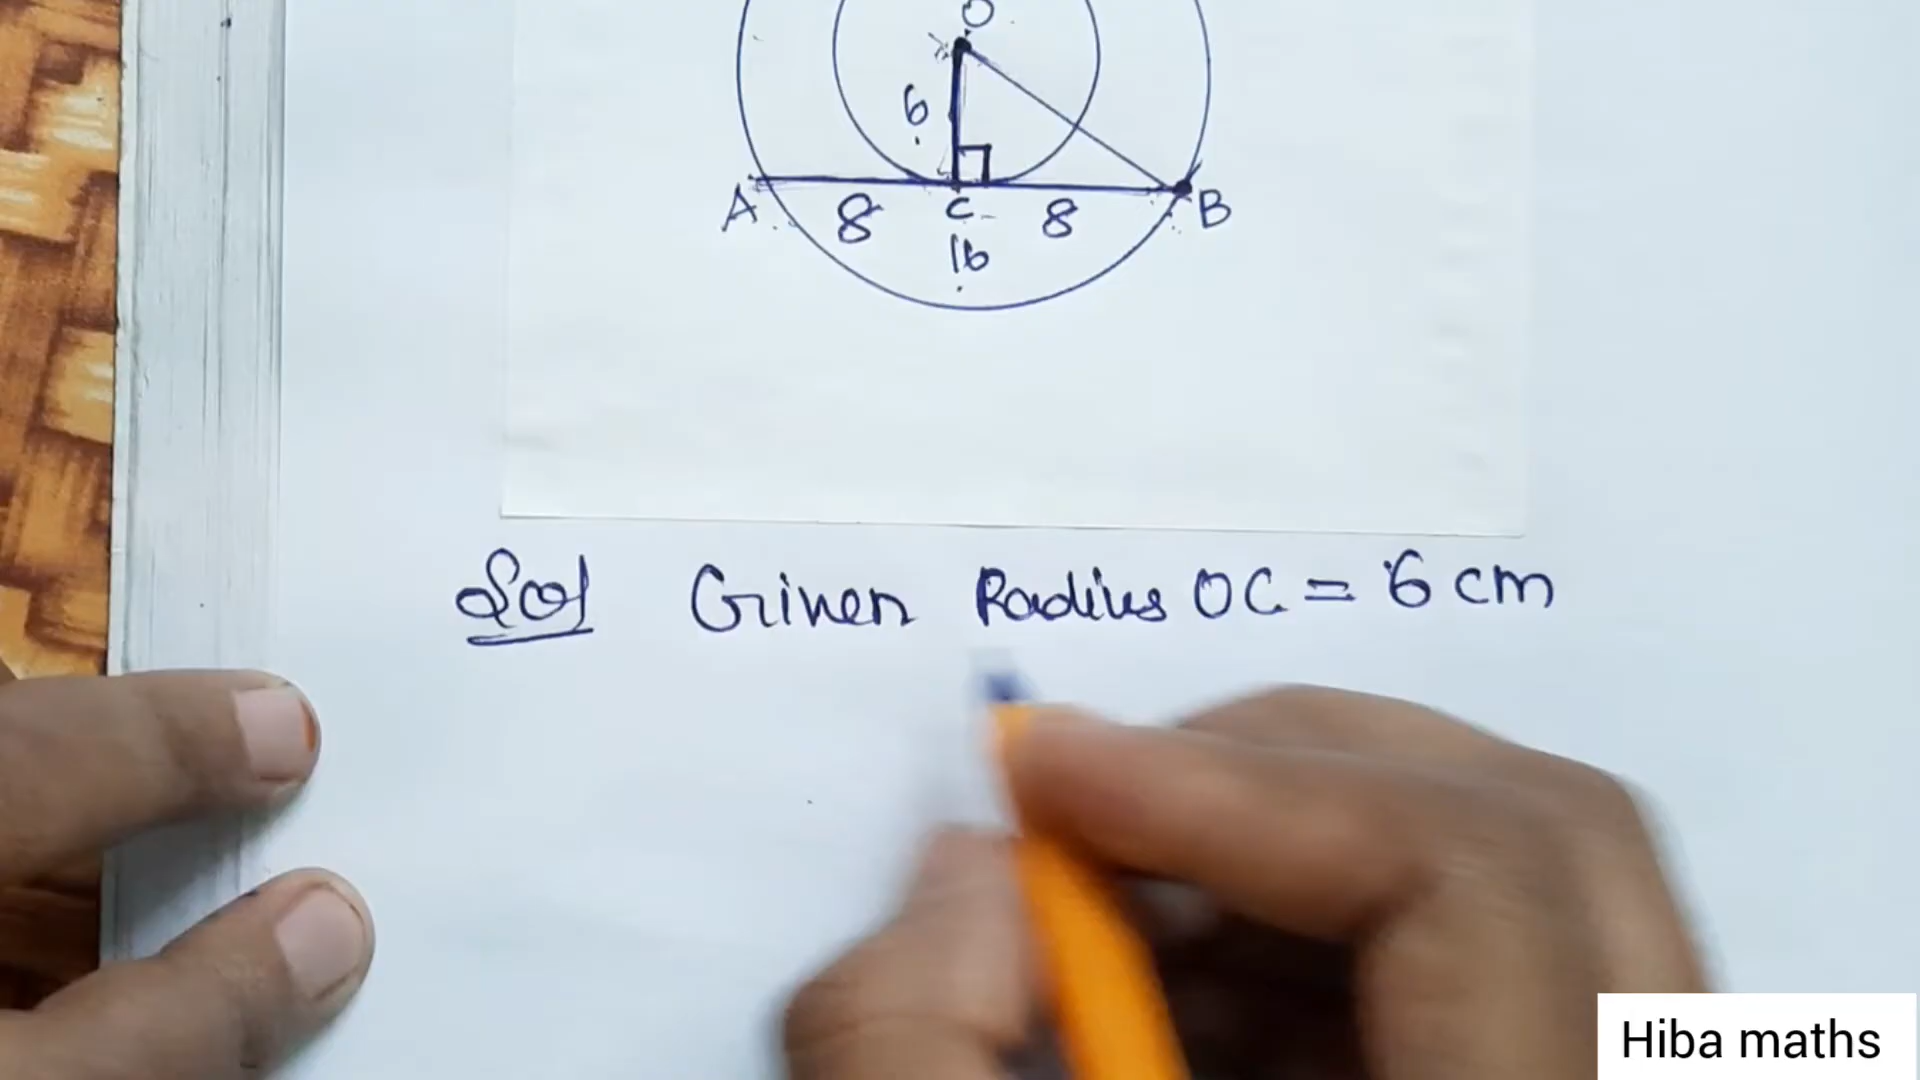 O
6
A 8 C 8 B
16
Sol Given Radius OC = 6 cm
Hiba maths